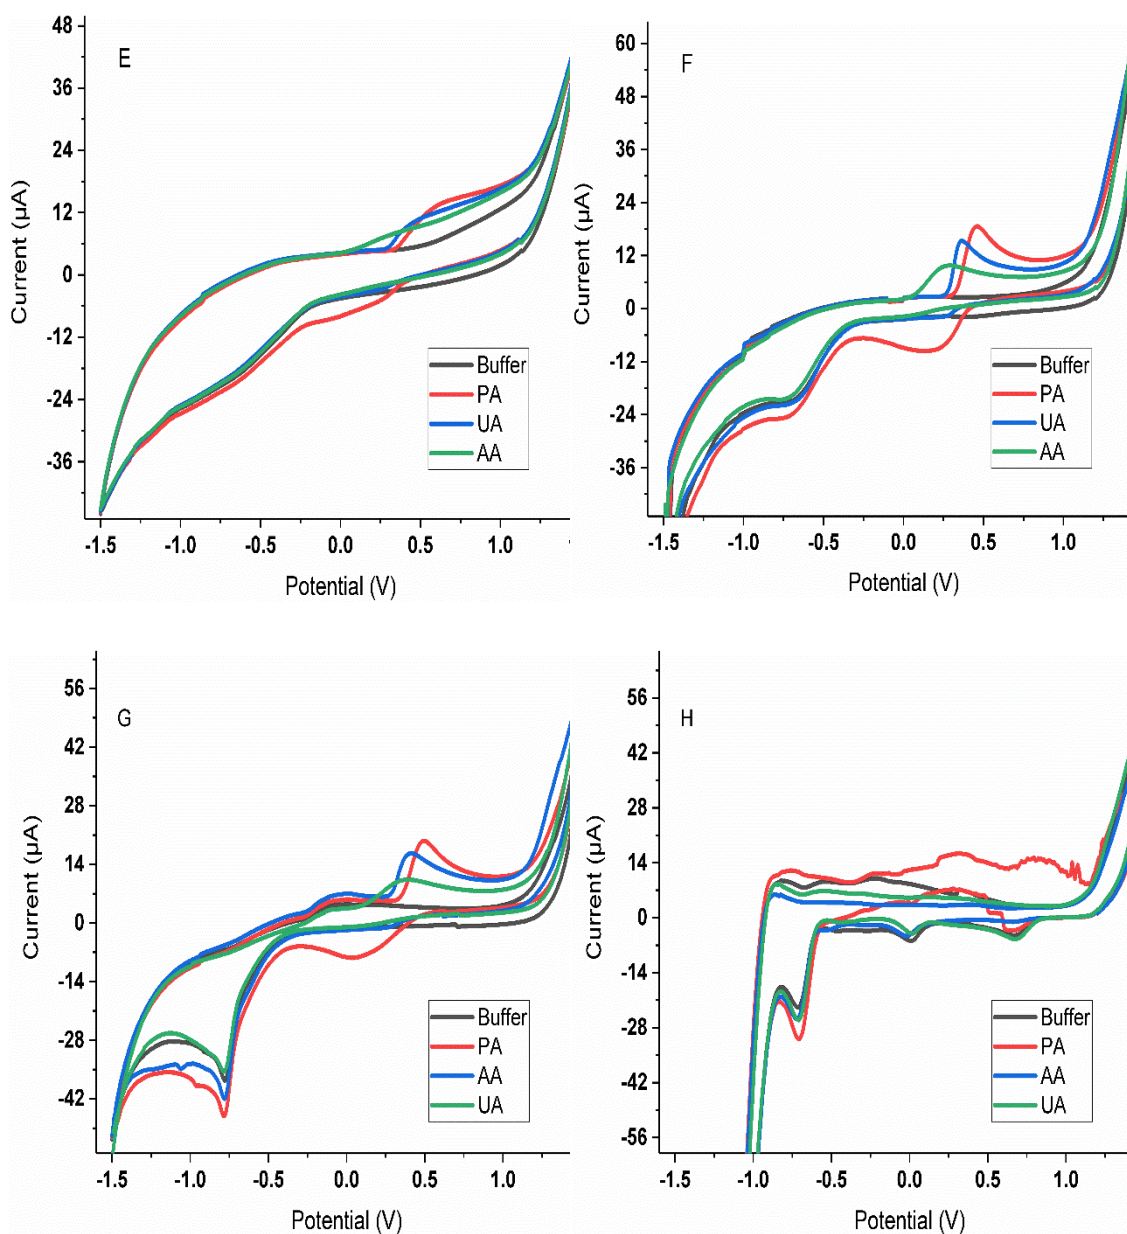 E
Current (µA)
48
36
24
12
0
-12
-24
-36
Buffer
PA
UA
AA
-1.5 -1.0 -0.5 0.0 0.5 1.0
Potential (V)
F
Current (µA)
60
48
36
24
12
0
-12
-24
-36
Buffer
PA
UA
AA
-1.5 -1.0 -0.5 0.0 0.5 1.0
Potential (V)
G
Current (µA)
56
42
28
14
0
-14
-28
-42
Buffer
PA
AA
UA
-1.5 -1.0 -0.5 0.0 0.5 1.0
Potential (V)
H
Current (µA)
56
42
28
14
0
-14
-28
-42
-56
Buffer
PA
AA
UA
-1.5 -1.0 -0.5 0.0 0.5 1.0
Potential (V)